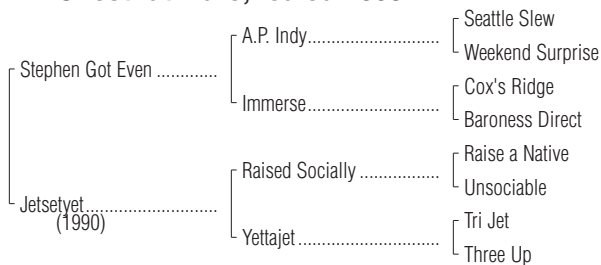 Seattle Slew
A.P. Indy
Weekend Surprise
Stephen Got Even
Cox's Ridge
Immerse
Baroness Direct
Raise a Native
Raised Socially
Unsociable
Jetsetyet
(1990)
Tri Jet
Yettajet
Three Up